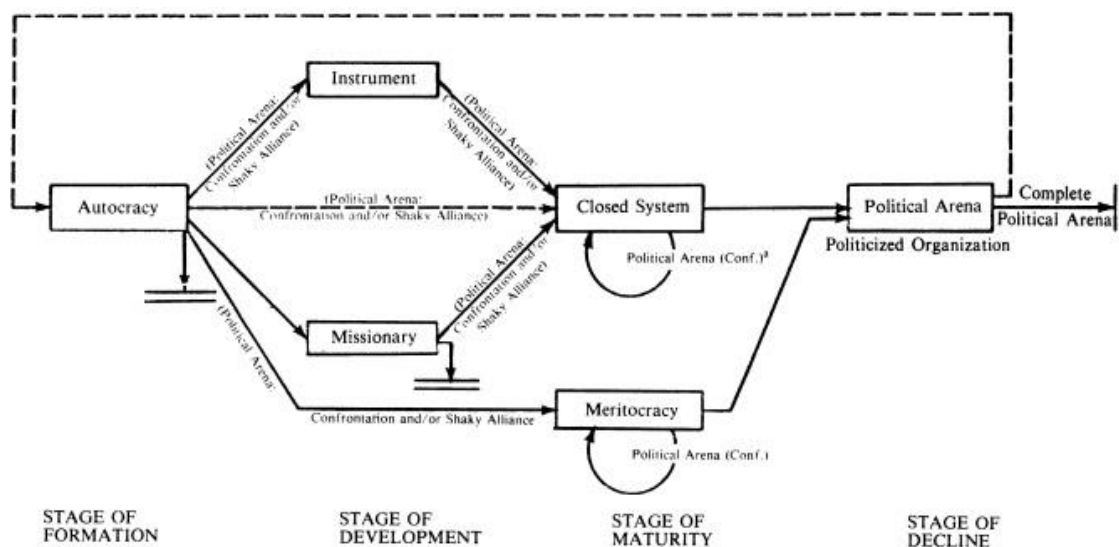 Instrument
(Political Arena:
Confrontation and/or
Shaky Alliance)
(Political Arena:
Confrontation and/or
Shaky Alliance)
Autocracy
(Political Arena:
Confrontation and/or Shaky Alliance)
Closed System
Political Arena (Conf.)ª
Political Arena
Politicized Organization
Complete
Political Arena
(Political Arena:
Confrontation and/or
Shaky Alliance)
Missionary
(Political Arena:
Confrontation and/or Shaky Alliance
Meritocracy
Political Arena (Conf.)
STAGE OF
FORMATION
STAGE OF
DEVELOPMENT
STAGE OF
MATURITY
STAGE OF
DECLINE